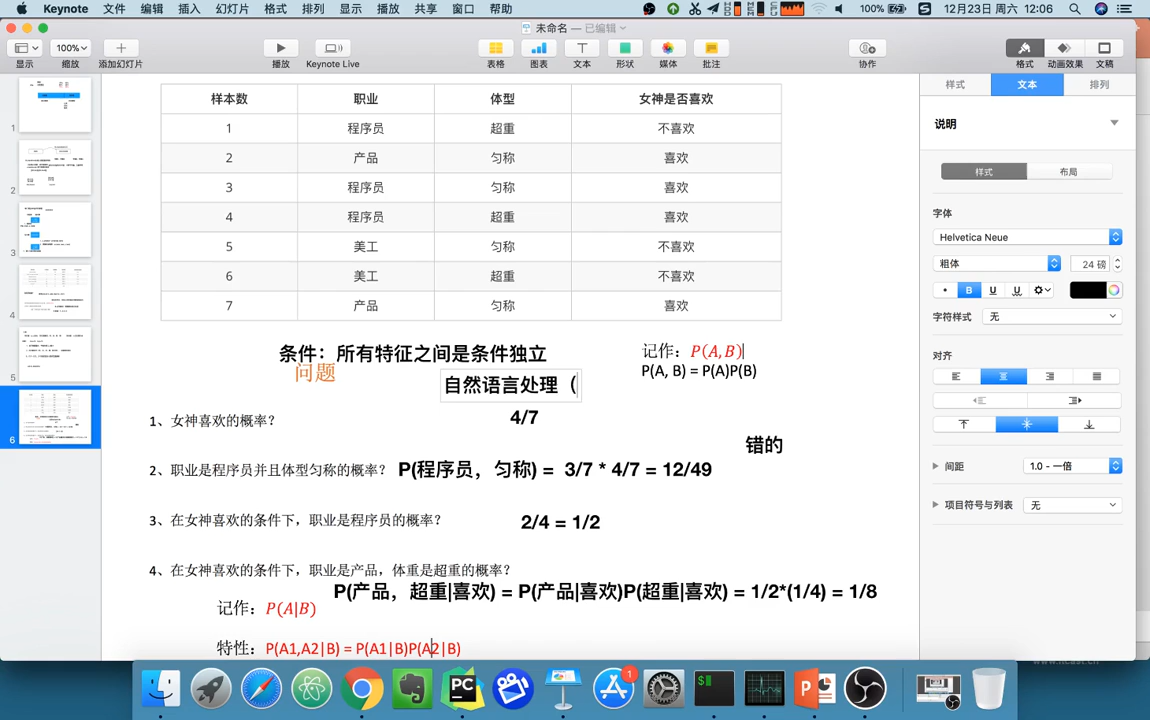 Keynote 文件 编辑 插入 幻灯片 格式 排列 显示 播放 共享 窗口 帮助 100% 12月23日 周六 12:06
未命名 — 已编辑
100%
显示 缩放 添加幻灯片 播放 Keynote Live 表格 图表 文本 形状 媒体 批注 协作 格式 动画效果 文稿
样式 文本 排列
说明
样式 布局
字体
Helvetica Neue
粗体 24 磅
B U U
字符样式 无
对齐
间距 1.0 - 一倍
项目符号与列表 无
1
2
3
4
5
6
样本数 职业 体型 女神是否喜欢
1 程序员 超重 不喜欢
2 产品 匀称 喜欢
3 程序员 匀称 喜欢
4 程序员 超重 喜欢
5 美工 匀称 不喜欢
6 美工 超重 不喜欢
7 产品 匀称 喜欢
条件：所有特征之间是条件独立 记作：P(A,B)
问题 P(A, B) = P(A)P(B)
自然语言处理（
1、女神喜欢的概率？ 4/7
错的
2、职业是程序员并且体型匀称的概率？ P(程序员，匀称) = 3/7 * 4/7 = 12/49
3、在女神喜欢的条件下，职业是程序员的概率？ 2/4 = 1/2
4、在女神喜欢的条件下，职业是产品，体重是超重的概率？
P(产品，超重|喜欢) = P(产品|喜欢)P(超重|喜欢) = 1/2*(1/4) = 1/8
记作：P(A|B)
特性：P(A1,A2|B) = P(A1|B)P(A2|B)
PC
1
$
P